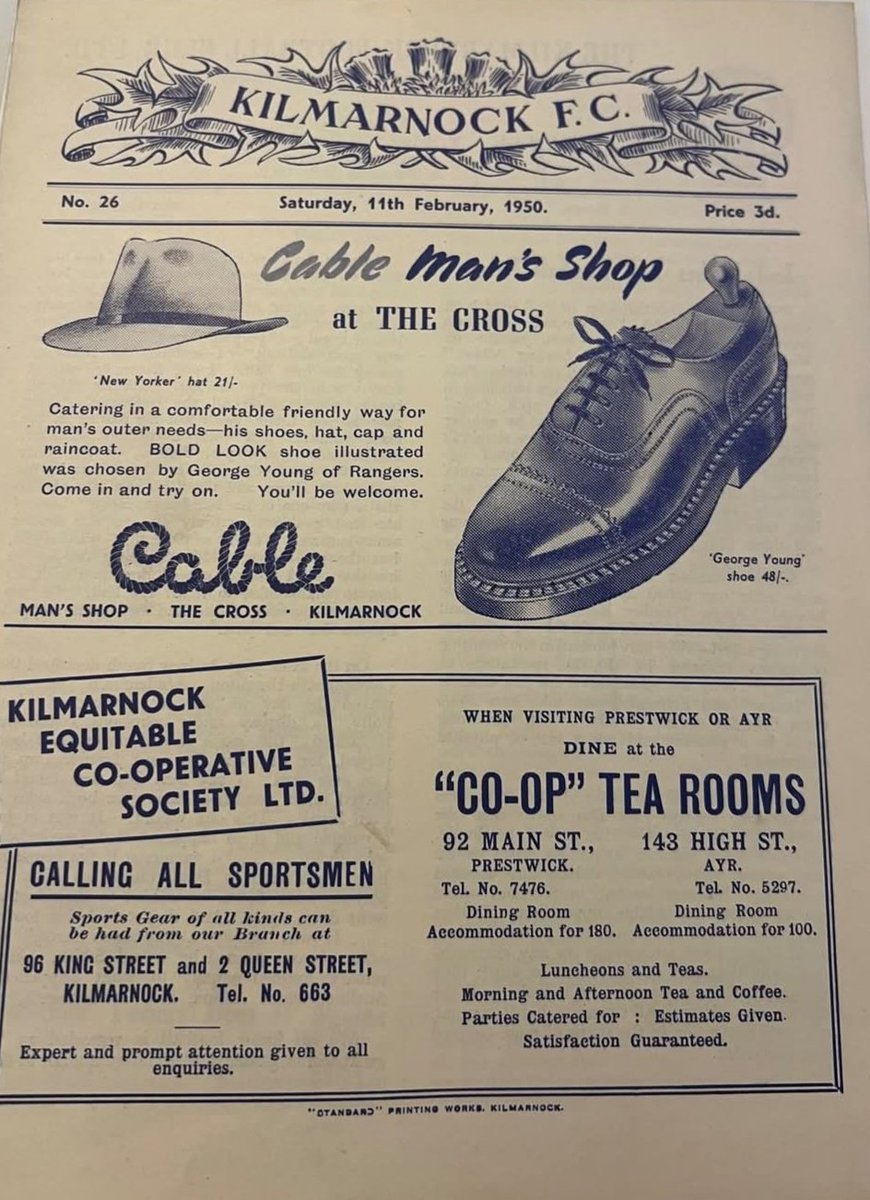 KILMARNOCK F.C.
No. 26 Saturday, 11th February, 1950. Price 3d.
Cable Man's Shop
at THE CROSS
'New Yorker' hat 21/-
Catering in a comfortable friendly way for
man's outer needs—his shoes, hat, cap and
raincoat. BOLD LOOK shoe illustrated
was chosen by George Young of Rangers.
Come in and try on. You'll be welcome.
Cable
MAN'S SHOP · THE CROSS · KILMARNOCK
'George Young'
shoe 48/-.
KILMARNOCK
EQUITABLE
CO-OPERATIVE
SOCIETY LTD.
CALLING ALL SPORTSMEN
Sports Gear of all kinds can
be had from our Branch at
96 KING STREET and 2 QUEEN STREET,
KILMARNOCK. Tel. No. 663
Expert and prompt attention given to all
enquiries.
WHEN VISITING PRESTWICK OR AYR
DINE at the
"CO-OP" TEA ROOMS
92 MAIN ST.,
PRESTWICK.
Tel. No. 7476.
Dining Room
Accommodation for 180.
143 HIGH ST.,
AYR.
Tel. No. 5297.
Dining Room
Accommodation for 100.
Luncheons and Teas.
Morning and Afternoon Tea and Coffee.
Parties Catered for : Estimates Given.
Satisfaction Guaranteed.
"STANDARD" PRINTING WORKS, KILMARNOCK.